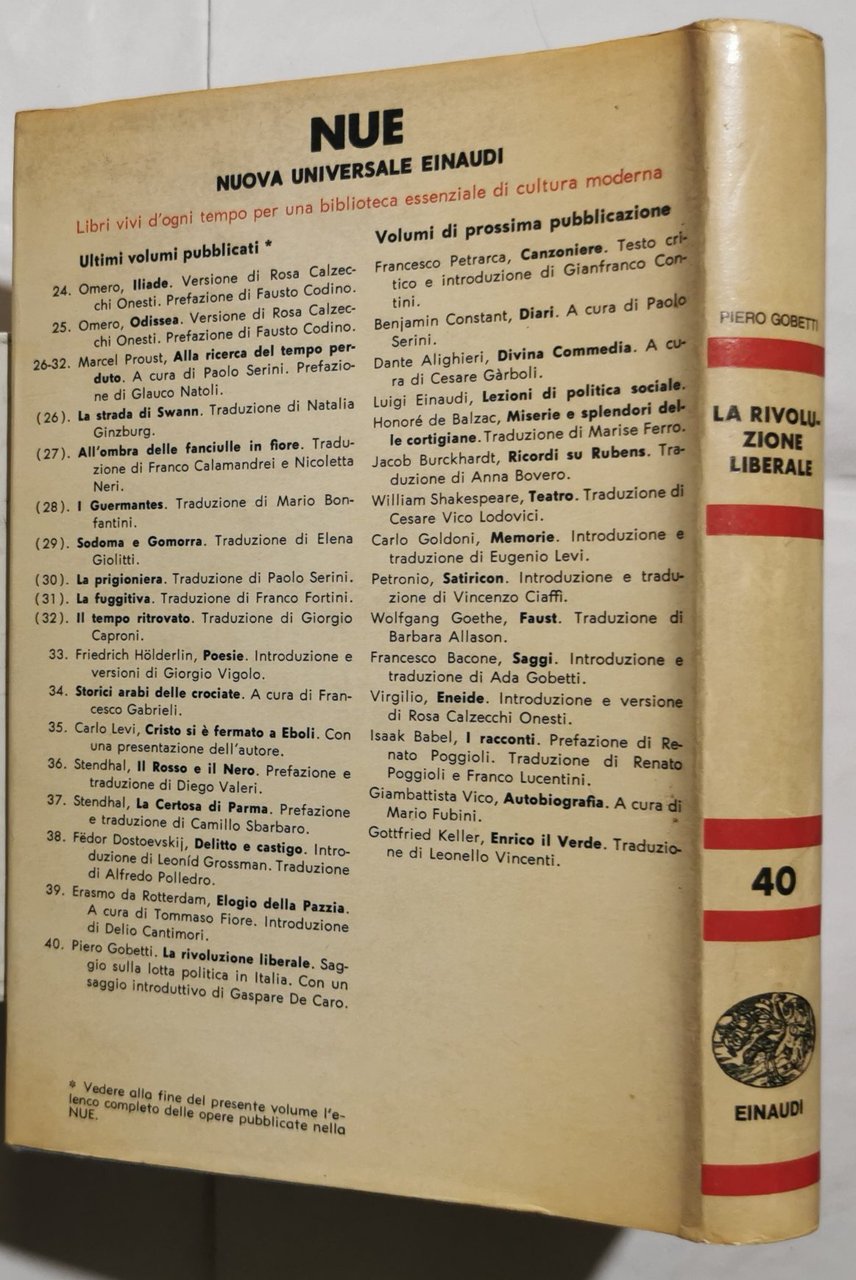 NUE
NUOVA UNIVERSALE EINAUDI
Libri vivi d'ogni tempo per una biblioteca essenziale di cultura moderna
Ultimi volumi pubblicati *
24. Omero, Iliade. Versione di Rosa Calzec-
chi Onesti. Prefazione di Fausto Codino.
25. Omero, Odissea. Versione di Rosa Calzec-
chi Onesti. Prefazione di Fausto Codino.
26-32. Marcel Proust, Alla ricerca del tempo per-
duto. A cura di Paolo Serini. Prefazio-
ne di Glauco Natoli.
(26). La strada di Swann. Traduzione di Natalia
Ginzburg.
(27). All'ombra delle fanciulle in fiore. Tradu-
zione di Franco Calamandrei e Nicoletta
Neri.
(28). I Guermantes. Traduzione di Mario Bon-
fantini.
(29). Sodoma e Gomorra. Traduzione di Elena
Giolitti.
(30). La prigioniera. Traduzione di Paolo Serini.
(31). La fuggitiva. Traduzione di Franco Fortini.
(32). Il tempo ritrovato. Traduzione di Giorgio
Caproni.
33. Friedrich Hölderlin, Poesie. Introduzione e
versioni di Giorgio Vigolo.
34. Storici arabi delle crociate. A cura di Fran-
cesco Gabrieli.
35. Carlo Levi, Cristo si è fermato a Eboli. Con
una presentazione dell'autore.
36. Stendhal, Il Rosso e il Nero. Prefazione e
traduzione di Diego Valeri.
37. Stendhal, La Certosa di Parma. Prefazione
e traduzione di Camillo Sbarbaro.
38. Fëdor Dostoevskij, Delitto e castigo. Intro-
duzione di Leoníd Grossman. Traduzione
di Alfredo Polledro.
39. Erasmo da Rotterdam, Elogio della Pazzia.
A cura di Tommaso Fiore. Introduzione
di Delio Cantimori.
40. Piero Gobetti. La rivoluzione liberale. Sag-
gio sulla lotta politica in Italia. Con un
saggio introduttivo di Gaspare De Caro.
* Vedere alla fine del presente volume l'e-
lenco completo delle opere pubblicate nella
NUE.
Volumi di prossima pubblicazione
Francesco Petrarca, Canzoniere. Testo cri-
tico e introduzione di Gianfranco Con-
tini.
Benjamin Constant, Diari. A cura di Paolo
Serini.
Dante Alighieri, Divina Commedia. A cu-
ra di Cesare Gàrboli.
Luigi Einaudi, Lezioni di politica sociale.
Honoré de Balzac, Miserie e splendori del-
le cortigiane. Traduzione di Marise Ferro.
Jacob Burckhardt, Ricordi su Rubens. Tra-
duzione di Anna Bovero.
William Shakespeare, Teatro. Traduzione di
Cesare Vico Lodovici.
Carlo Goldoni, Memorie. Introduzione e
traduzione di Eugenio Levi.
Petronio, Satiricon. Introduzione e tradu-
zione di Vincenzo Ciaffi.
Wolfgang Goethe, Faust. Traduzione di
Barbara Allason.
Francesco Bacone, Saggi. Introduzione e
traduzione di Ada Gobetti.
Virgilio, Eneide. Introduzione e versione
di Rosa Calzecchi Onesti.
Isaak Babel, I racconti. Prefazione di Re-
nato Poggioli. Traduzione di Renato
Poggioli e Franco Lucentini.
Giambattista Vico, Autobiografia. A cura di
Mario Fubini.
Gottfried Keller, Enrico il Verde. Traduzio-
ne di Leonello Vincenti.
PIERO GOBETTI
LA RIVOLU-
ZIONE
LIBERALE
40
EINAUDI